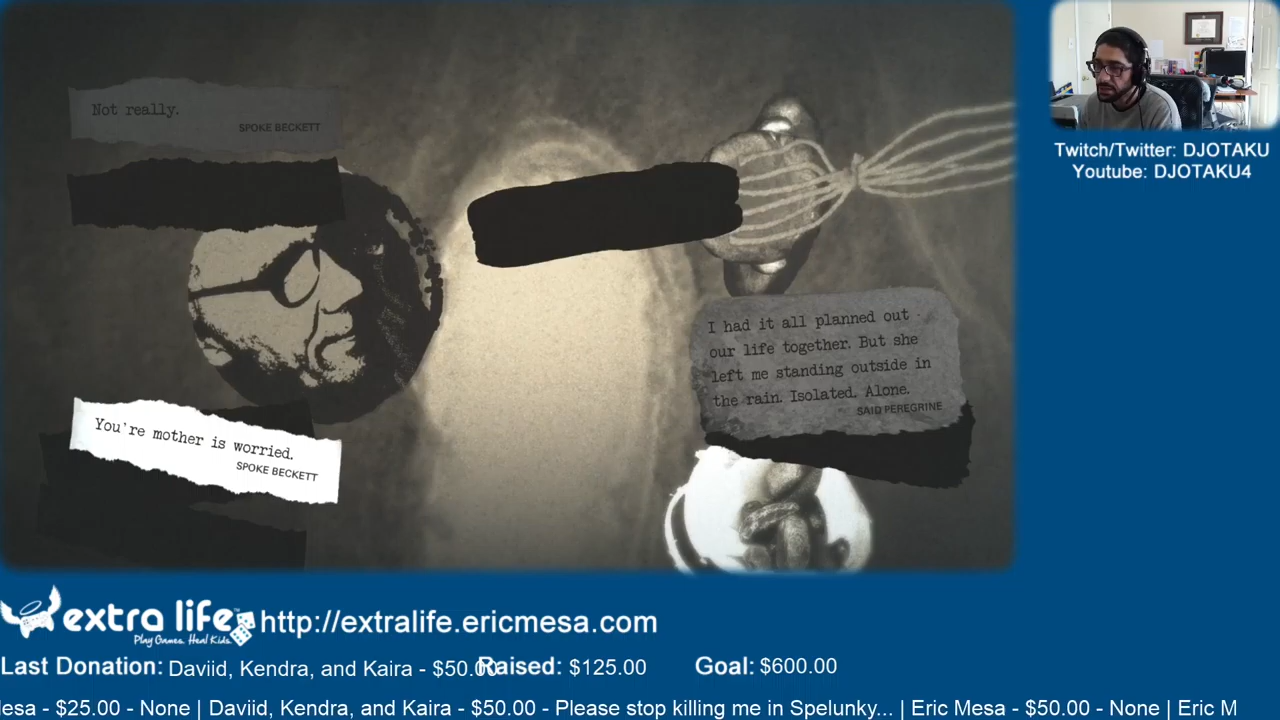 Not really.
SPOKE BECKETT
I had it all planned out -
our life together. But she
left me standing outside in
the rain. Isolated. Alone.
SAID PEREGRINE
You're mother is worried.
SPOKE BECKETT
Twitch/Twitter: DJOTAKU
Youtube: DJOTAKU4
extra life
Play Games. Heal Kids.
http://extralife.ericmesa.com
Last Donation: Daviid, Kendra, and Kaira - $50.00
Raised: $125.00
Goal: $600.00
esa - $25.00 - None | Daviid, Kendra, and Kaira - $50.00 - Please stop killing me in Spelunky... | Eric Mesa - $50.00 - None | Eric M